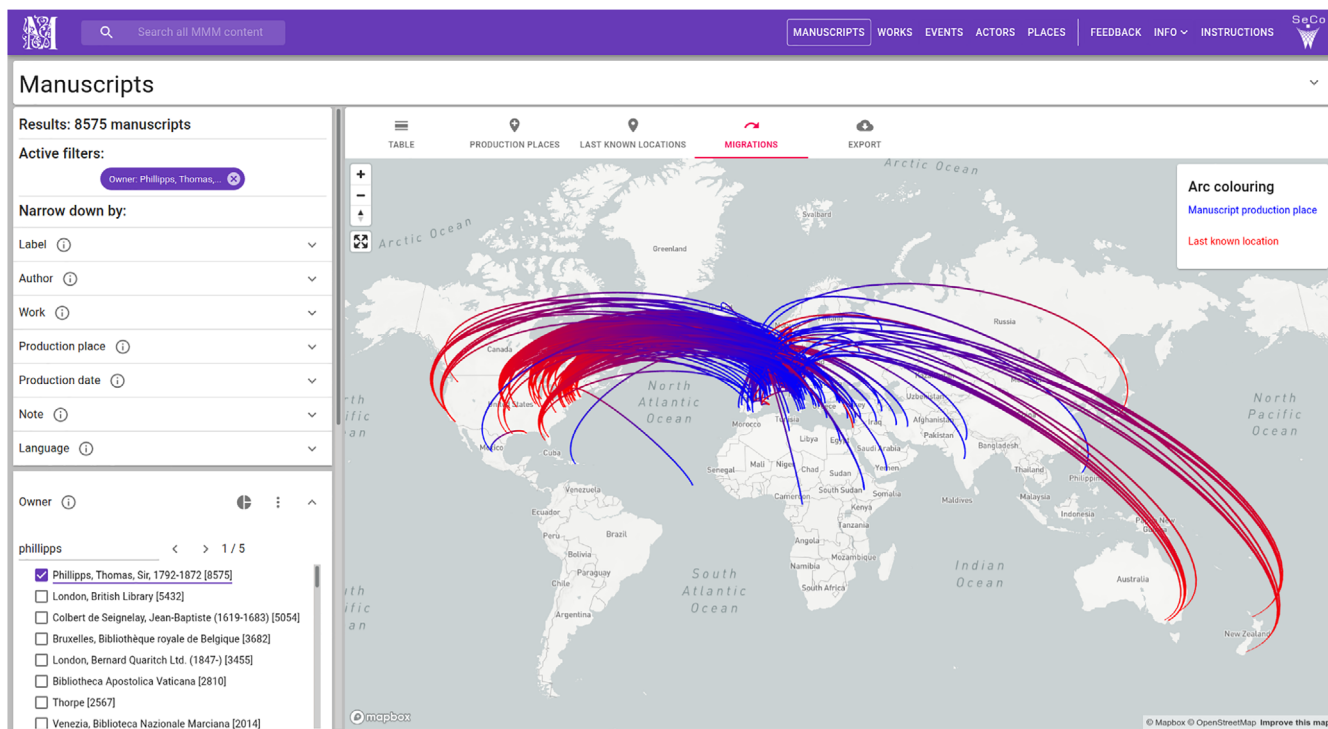 M
Search all MMM content
MANUSCRIPTS WORKS EVENTS ACTORS PLACES FEEDBACK INFO INSTRUCTIONS
SeCo
Manuscripts
Results: 8575 manuscripts
Active filters:
Owner: Phillipps, Thomas,...
Narrow down by:
Label
Author
Work
Production place
Production date
Note
Language
Owner
phillipps
1 / 5
Phillipps, Thomas, Sir, 1792-1872 [8575]
London, British Library [5432]
Colbert de Seignelay, Jean-Baptiste (1619-1683) [5054]
Bruxelles, Bibliothèque royale de Belgique [3682]
London, Bernard Quaritch Ltd. (1847-) [3455]
Bibliotheca Apostolica Vaticana [2810]
Thorpe [2567]
Venezia, Biblioteca Nazionale Marciana [2014]
TABLE
PRODUCTION PLACES
LAST KNOWN LOCATIONS
MIGRATIONS
EXPORT
Arc colouring
Manuscript production place
Last known location
Arctic Ocean
Arctic Ocean
Svalbard
Greenland
Russia
Canada
United States
North
Atlantic
Ocean
North
Pacific
Ocean
Mexico
Cuba
Morocco
Tunisia
Greece
Iraq
Uzbekistan
Afghanistan
Pakistan
Libya
Egypt
Saudi Arabia
Bangladesh
Senegal
Mali
Niger
Chad
Sudan
Yemen
Thailand
Philippines
Venezuela
Cameroon
South Sudan
Somalia
Maldives
Malaysia
Ecuador
Kenya
Indonesia
Papua New
Guinea
Peru
Brazil
Tanzania
Angola
Bolivia
Mozambique
Namibia
Paraguay
Chile
South Africa
Australia
Argentina
South
Atlantic
Ocean
Indian
Ocean
New Zealand
mapbox
© Mapbox © OpenStreetMap Improve this map